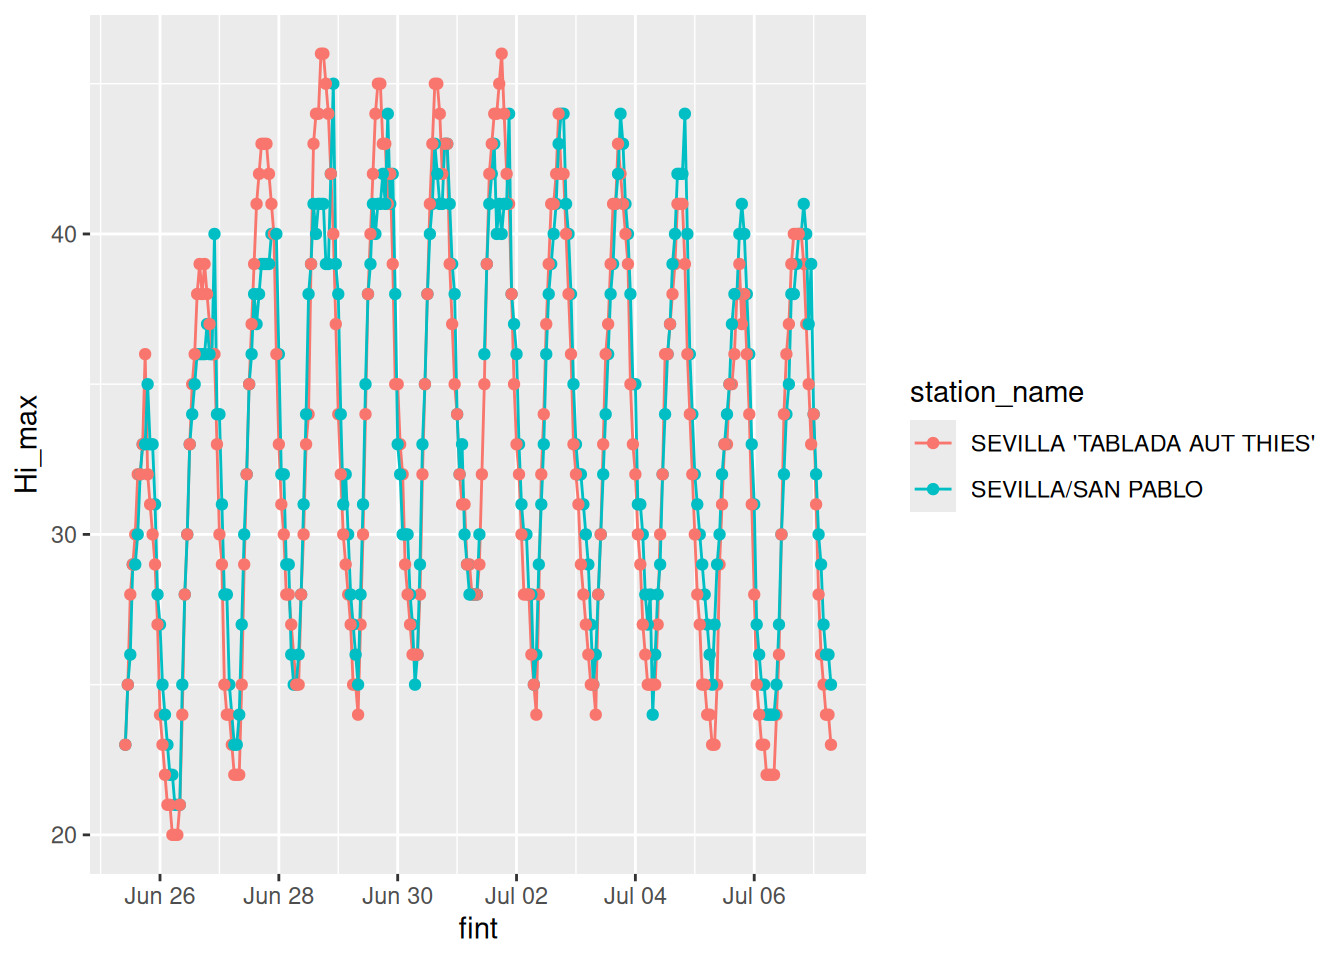 Hi_max
40
30
20
Jun 26 Jun 28 Jun 30 Jul 02 Jul 04 Jul 06
fint
station_name
SEVILLA 'TABLADA AUT THIES'
SEVILLA/SAN PABLO